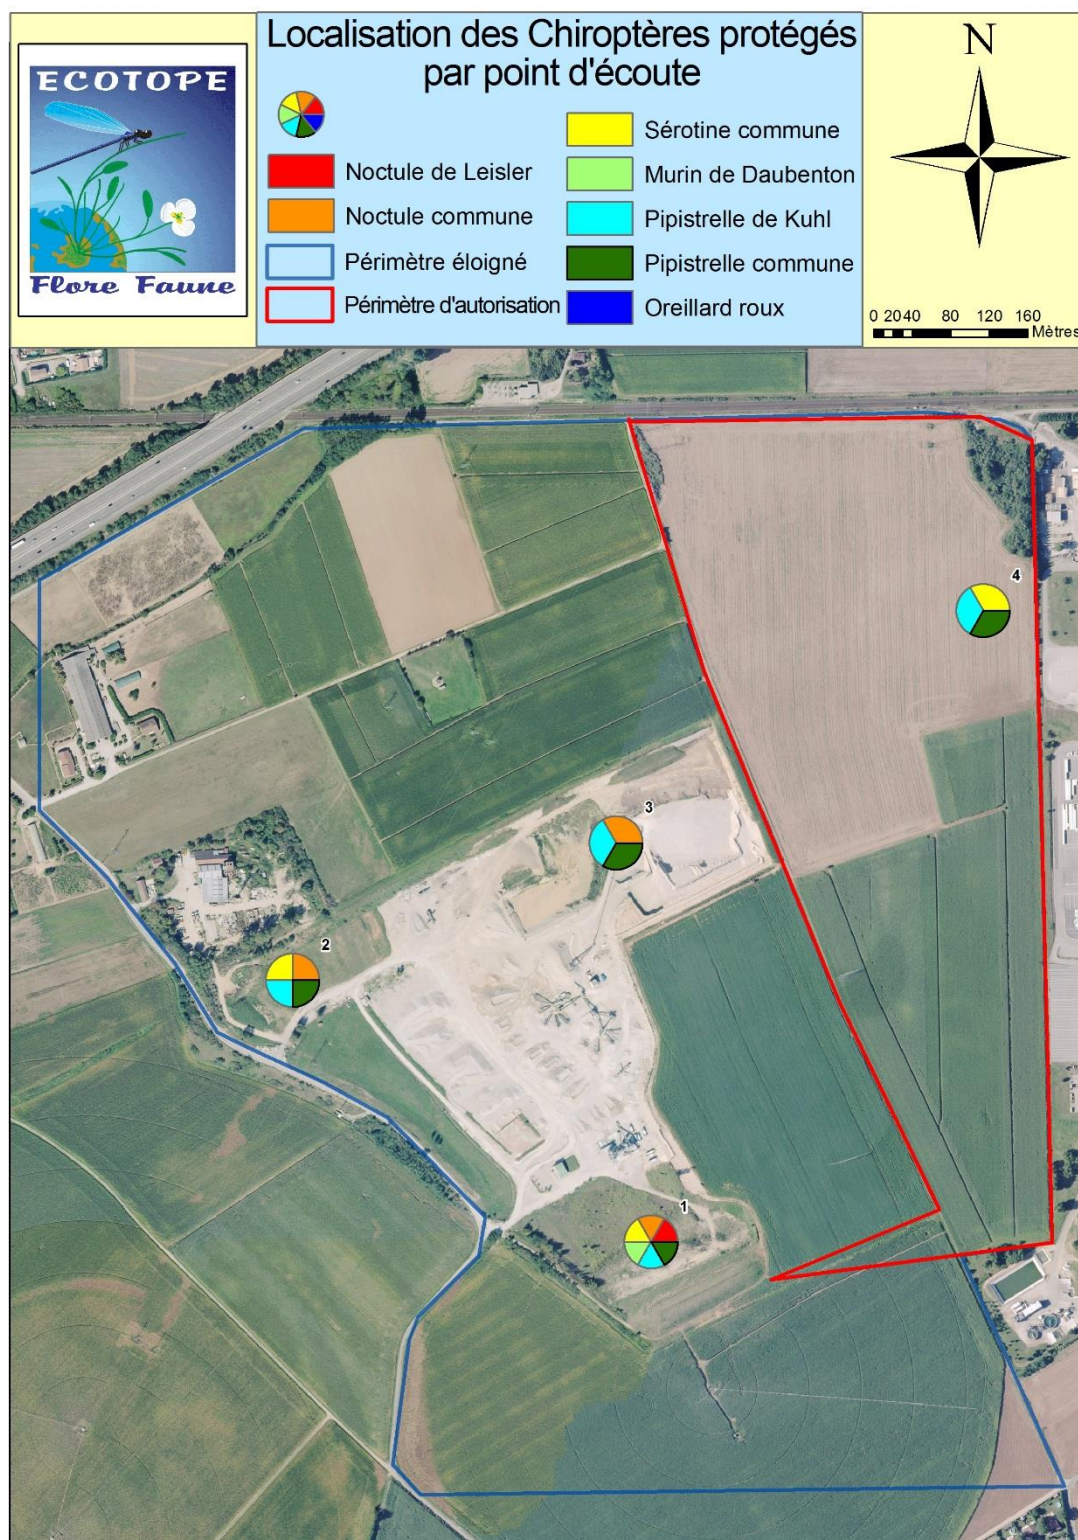 ECOTOPE
Flore Faune
Localisation des Chiroptères protégés
par point d'écoute
Noctule de Leisler
Noctule commune
Périmètre éloigné
Périmètre d'autorisation
Sérotine commune
Murin de Daubenton
Pipistrelle de Kuhl
Pipistrelle commune
Oreillard roux
N
0 20 40 80 120 160
Mètres
4
3
2
1